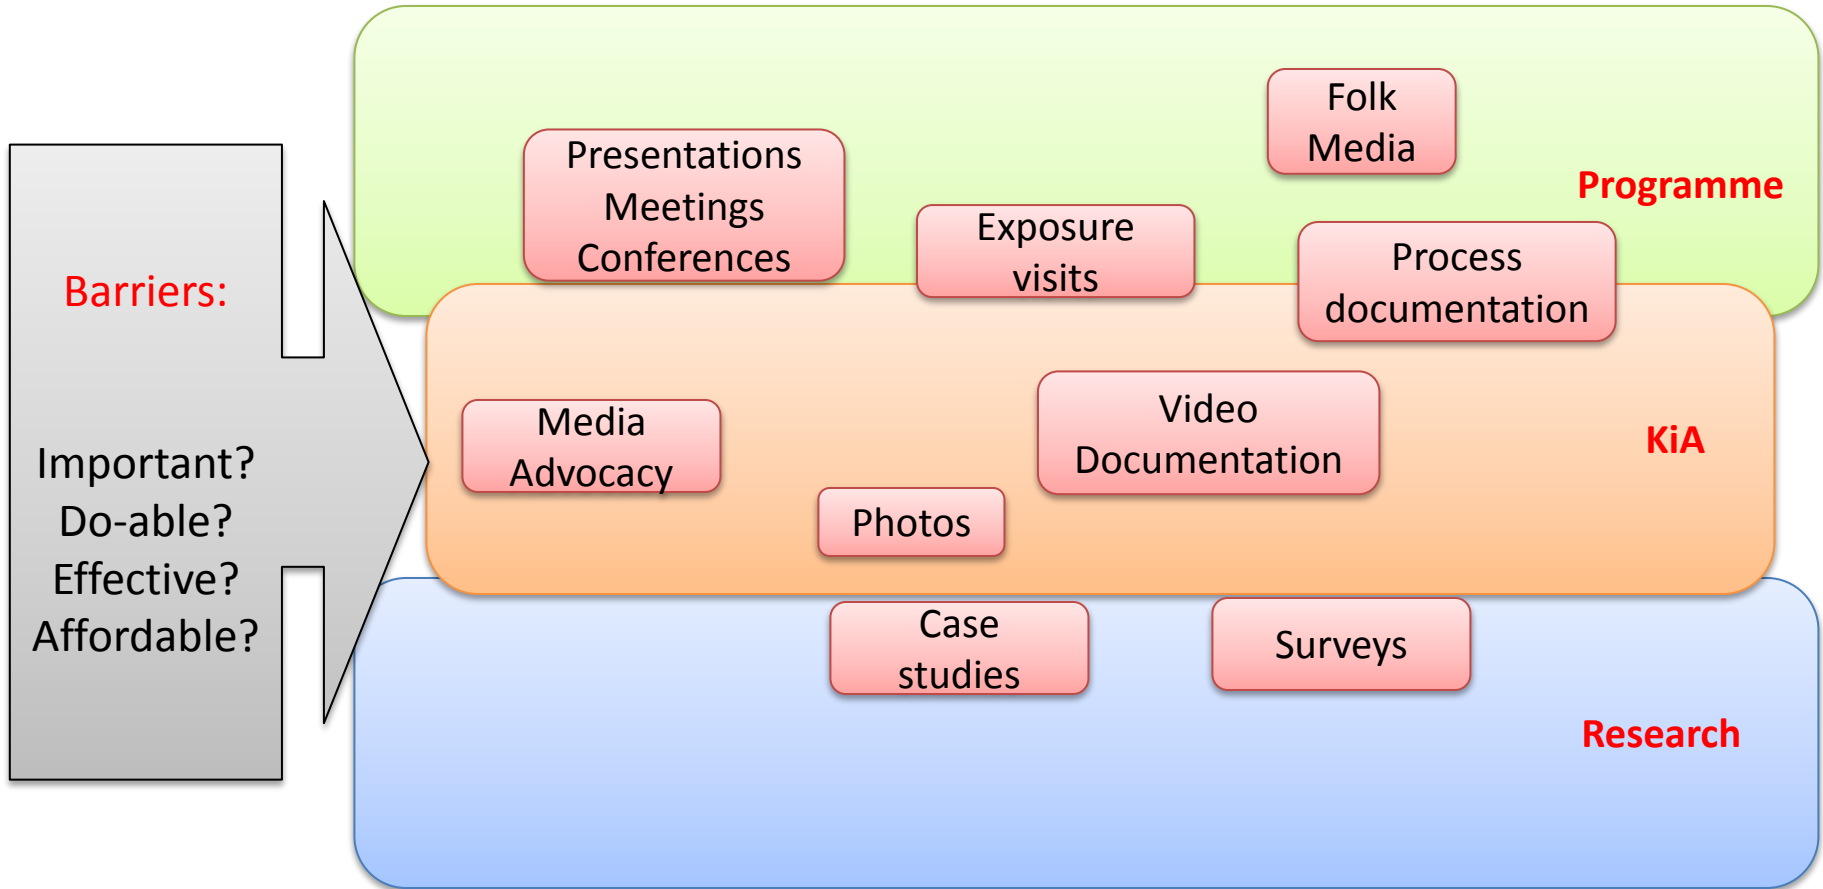 Barriers:
Important?
Do-able?
Effective?
Affordable?
Presentations
Meetings
Conferences
Exposure
visits
Folk
Media
Process
documentation
Programme
Media
Advocacy
Photos
Video
Documentation
KiA
Case
studies
Surveys
Research